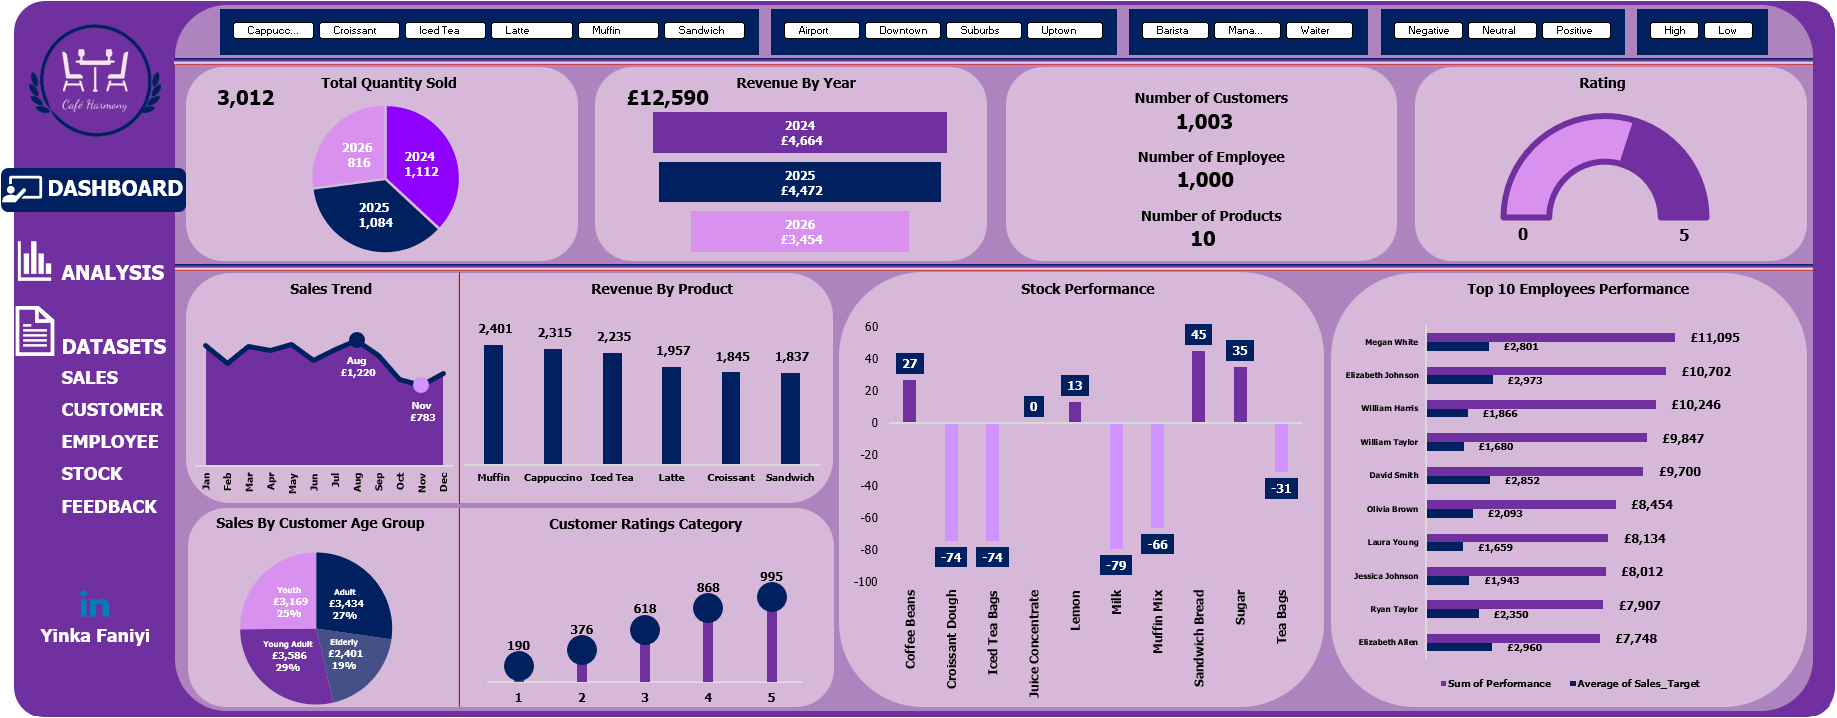 Cappucc...
Croissant
Iced Tea
Latte
Muffin
Sandwich
Airport
Downtown
Suburbs
Uptown
Barista
Mana...
Waiter
Negative
Neutral
Positive
High
Low
Café Harmony
DASHBOARD
ANALYSIS
DATASETS
SALES
CUSTOMER
EMPLOYEE
STOCK
FEEDBACK
in
Yinka Faniyi
Total Quantity Sold
3,012
2026
816
2024
1,112
2025
1,084
Revenue By Year
£12,590
2024
£4,664
2025
£4,472
2026
£3,454
Number of Customers
1,003
Number of Employee
1,000
Number of Products
10
Rating
0
5
Sales Trend
Aug
£1,220
Nov
£783
Jan
Feb
Mar
Apr
May
Jun
Jul
Aug
Sep
Oct
Nov
Dec
Revenue By Product
2,401
2,315
2,235
1,957
1,845
1,837
Muffin
Cappuccino
Iced Tea
Latte
Croissant
Sandwich
Sales By Customer Age Group
Youth
£3,169
25%
Adult
£3,434
27%
Young Adult
£3,586
29%
Elderly
£2,401
19%
Customer Ratings Category
190
376
618
868
995
1
2
3
4
5
Stock Performance
60
40
20
0
-20
-40
-60
-80
-100
27
-74
-74
0
13
-79
-66
45
35
-31
Coffee Beans
Croissant Dough
Iced Tea Bags
Juice Concentrate
Lemon
Milk
Muffin Mix
Sandwich Bread
Sugar
Tea Bags
Top 10 Employees Performance
Megan White
£11,095
£2,801
Elizabeth Johnson
£10,702
£2,973
William Harris
£10,246
£1,866
William Taylor
£9,847
£1,680
David Smith
£9,700
£2,852
Olivia Brown
£8,454
£2,093
Laura Young
£8,134
£1,659
Jessica Johnson
£8,012
£1,943
Ryan Taylor
£7,907
£2,350
Elizabeth Allen
£7,748
£2,960
Sum of Performance
Average of Sales_Target